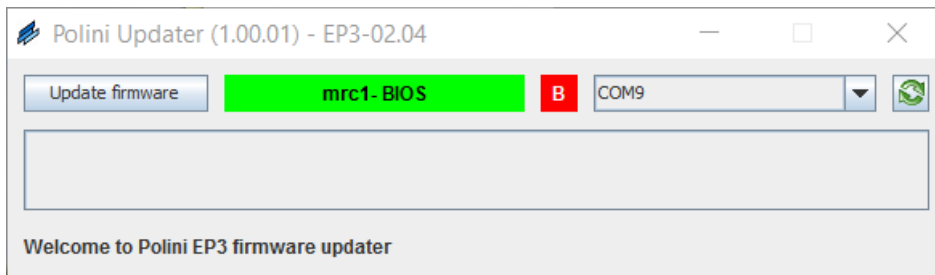 Polini Updater (1.00.01) - EP3-02.04
Update firmware mrc1- BIOS B COM9
Welcome to Polini EP3 firmware updater